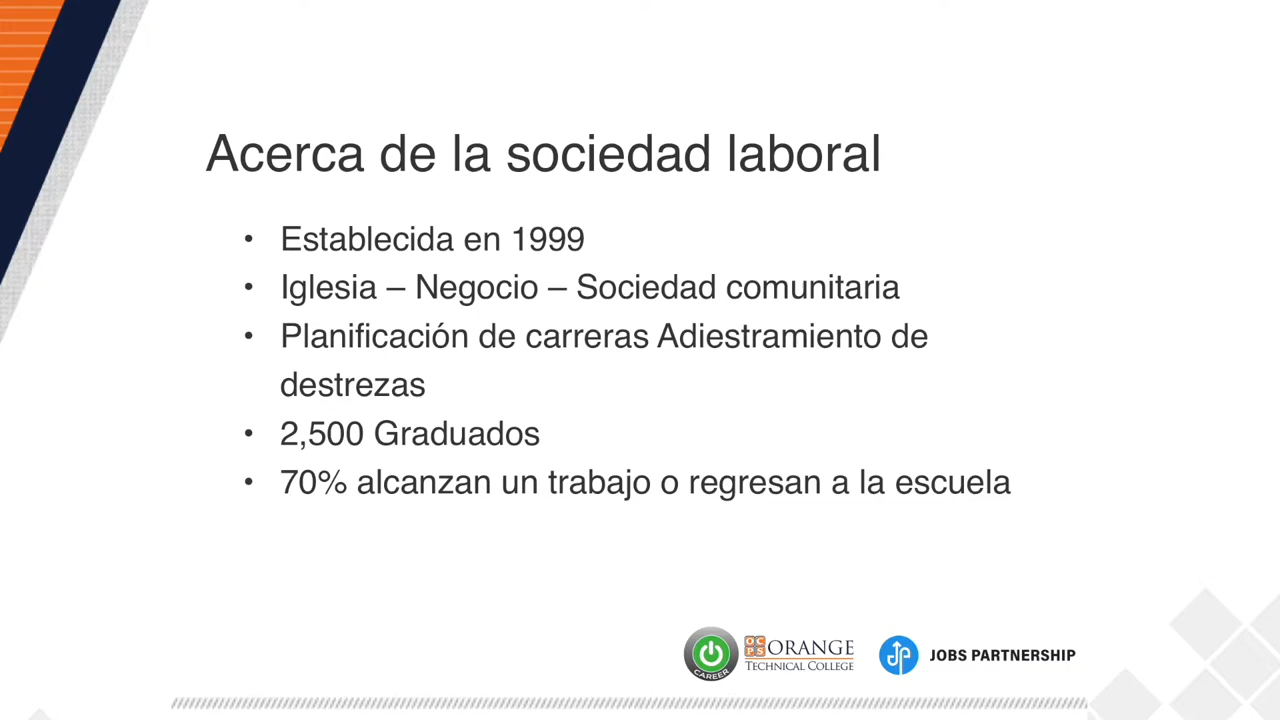 Acerca de la sociedad laboral
• Establecida en 1999
• Iglesia – Negocio – Sociedad comunitaria
• Planificación de carreras Adiestramiento de
destrezas
• 2,500 Graduados
• 70% alcanzan un trabajo o regresan a la escuela
CAREER
OCPS ORANGE
TECHNICAL COLLEGE
JOBS PARTNERSHIP